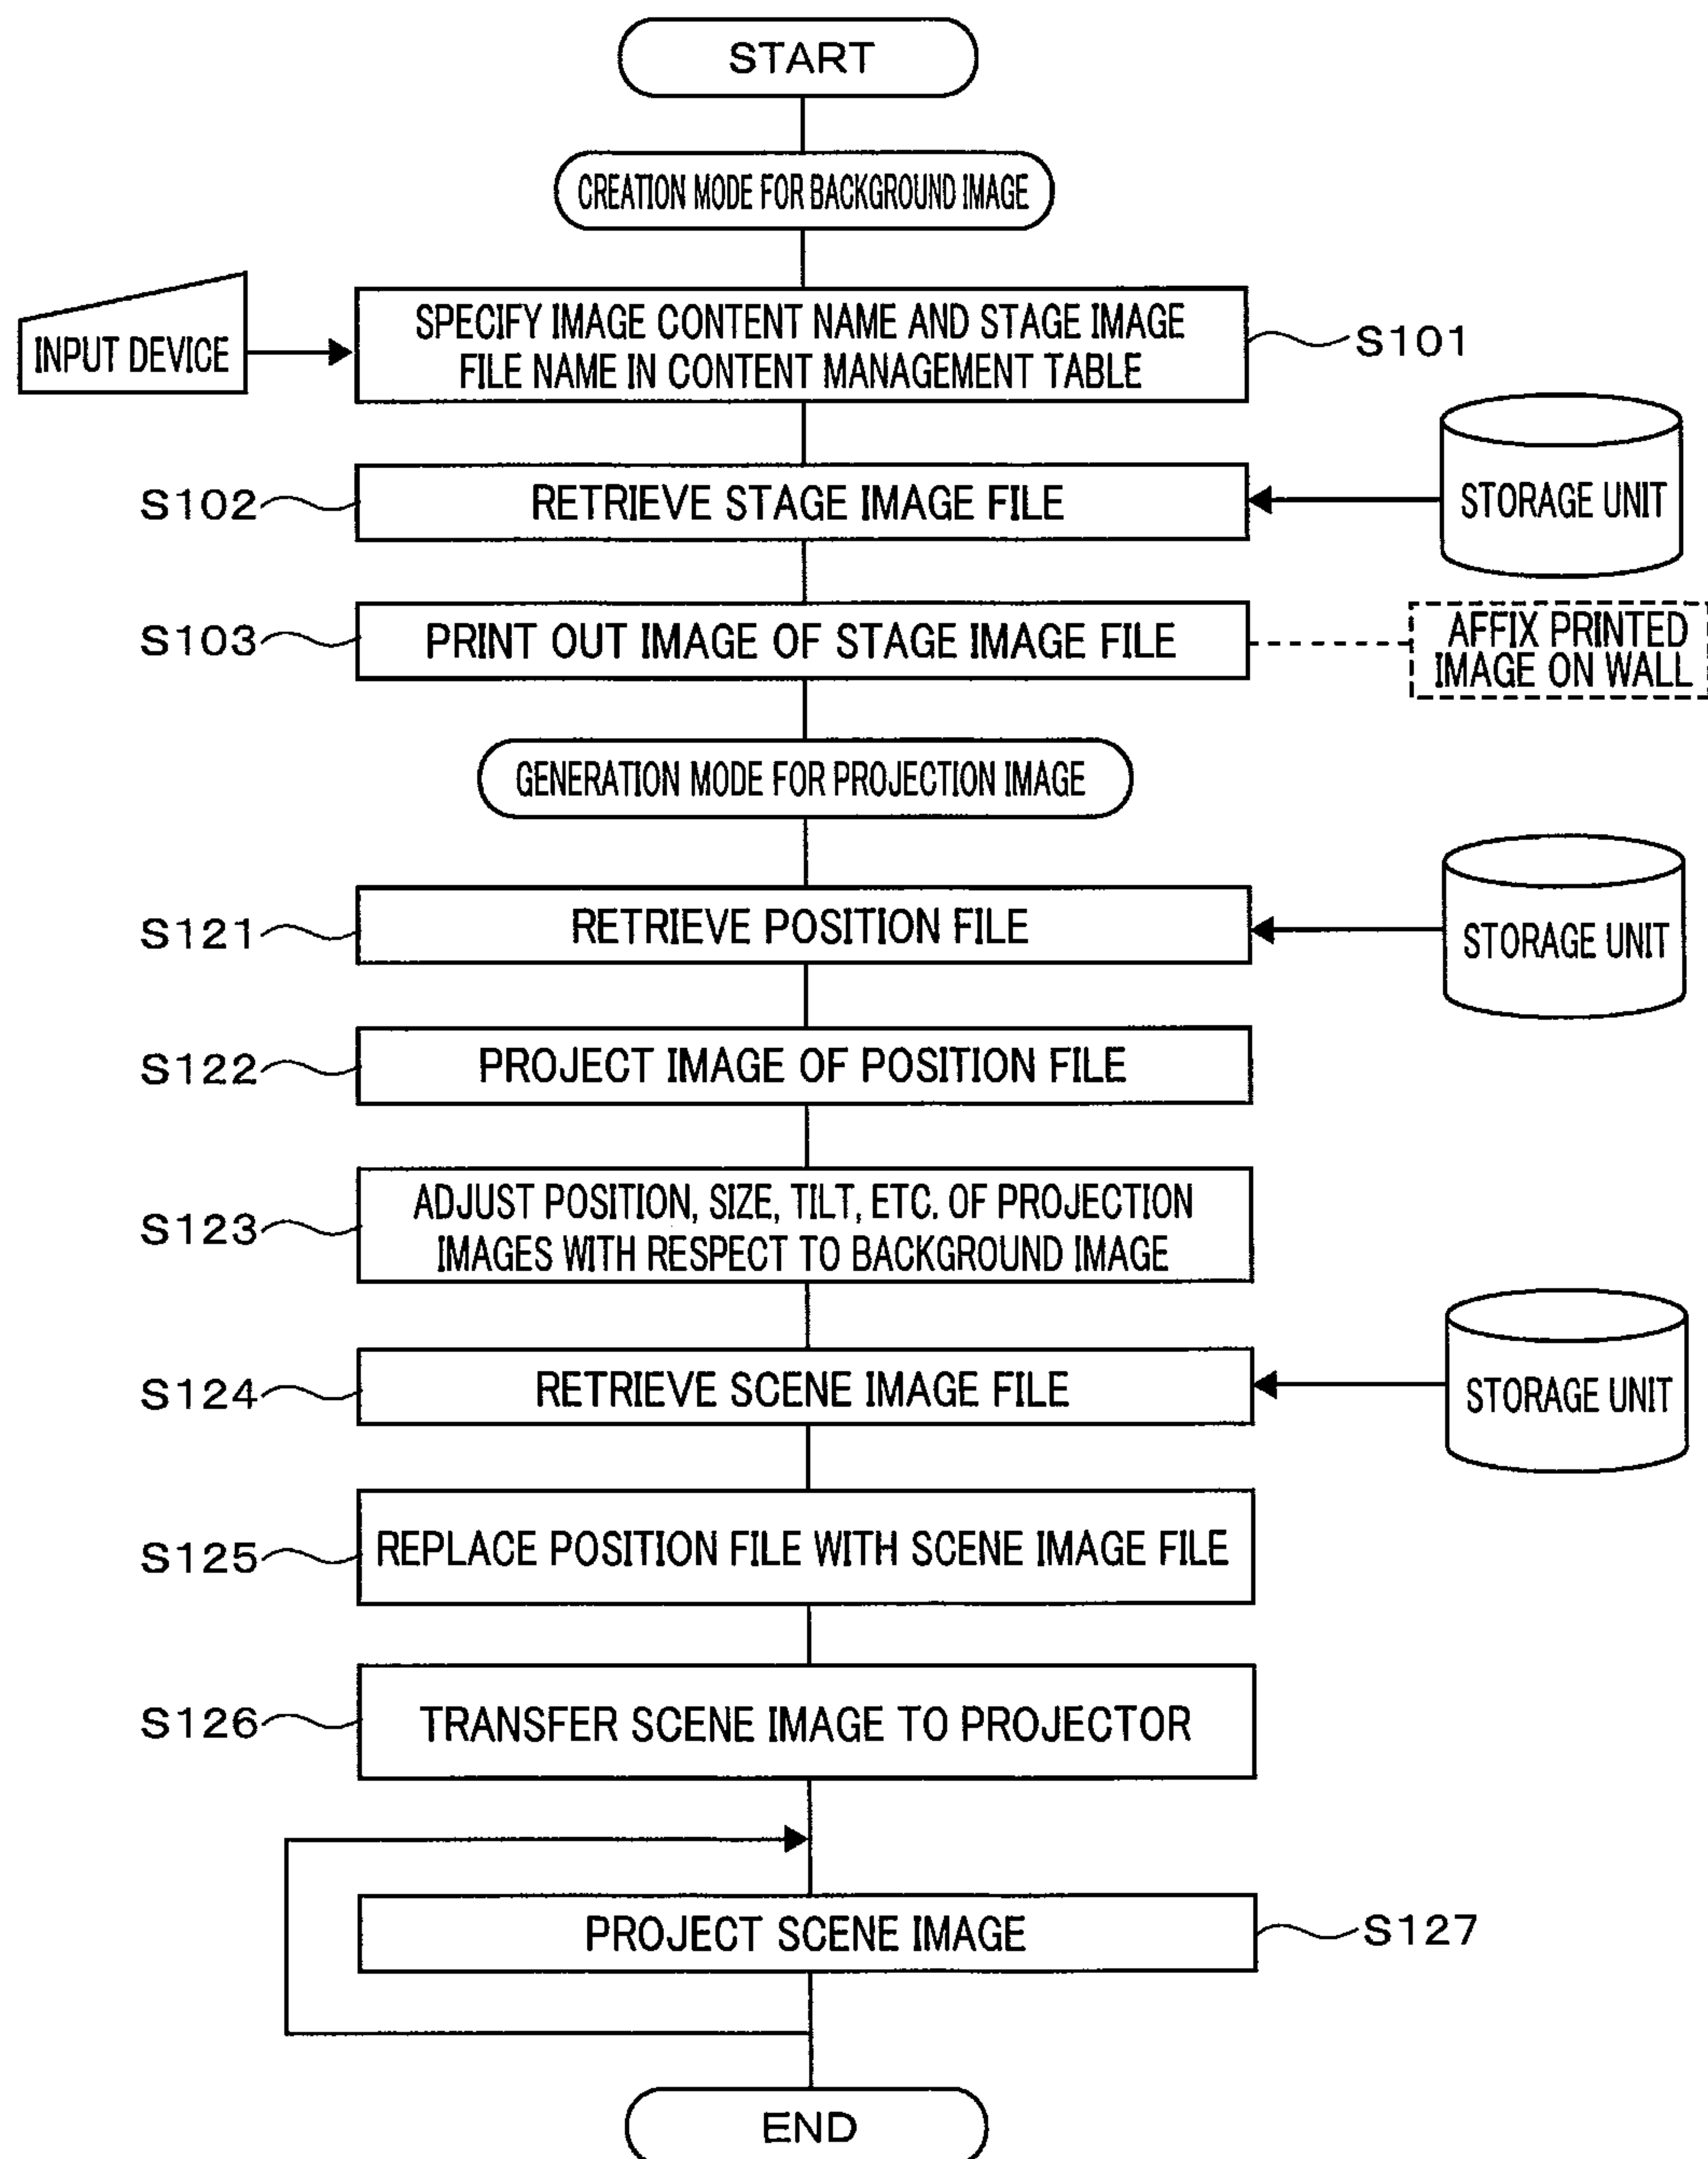 START
CREATION MODE FOR BACKGROUND IMAGE
INPUT DEVICE
SPECIFY IMAGE CONTENT NAME AND STAGE IMAGE
FILE NAME IN CONTENT MANAGEMENT TABLE
S101
S102
RETRIEVE STAGE IMAGE FILE
STORAGE UNIT
S103
PRINT OUT IMAGE OF STAGE IMAGE FILE
AFFIX PRINTED
IMAGE ON WALL
GENERATION MODE FOR PROJECTION IMAGE
S121
RETRIEVE POSITION FILE
STORAGE UNIT
S122
PROJECT IMAGE OF POSITION FILE
S123
ADJUST POSITION, SIZE, TILT, ETC. OF PROJECTION
IMAGES WITH RESPECT TO BACKGROUND IMAGE
S124
RETRIEVE SCENE IMAGE FILE
STORAGE UNIT
S125
REPLACE POSITION FILE WITH SCENE IMAGE FILE
S126
TRANSFER SCENE IMAGE TO PROJECTOR
PROJECT SCENE IMAGE
S127
END